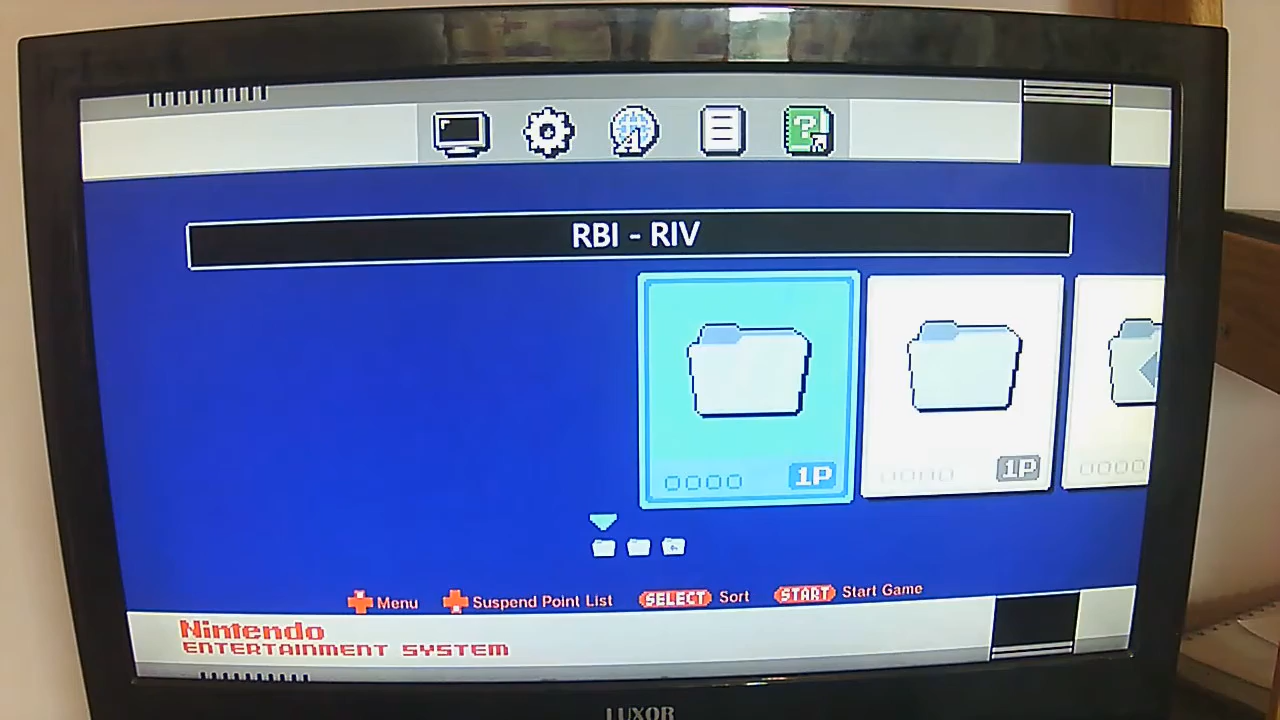 ?
RBI - RIV
1P
1P
Menu Suspend Point List SELECT Sort START Start Game
Nintendo
ENTERTAINMENT SYSTEM
LUXOR